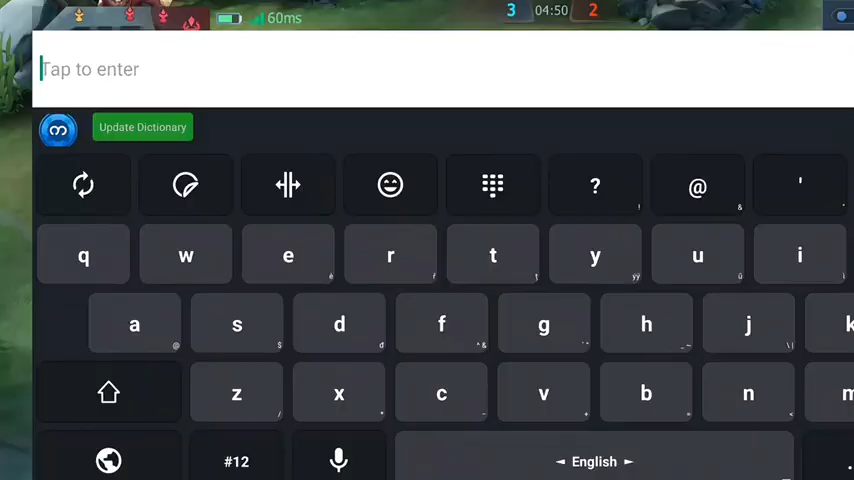 60ms
3 04:50 2
Tap to enter
Update Dictionary
? ! @ & '
q w e r t y u i
a s d f g h j k
z x c v b n m
#12 English .